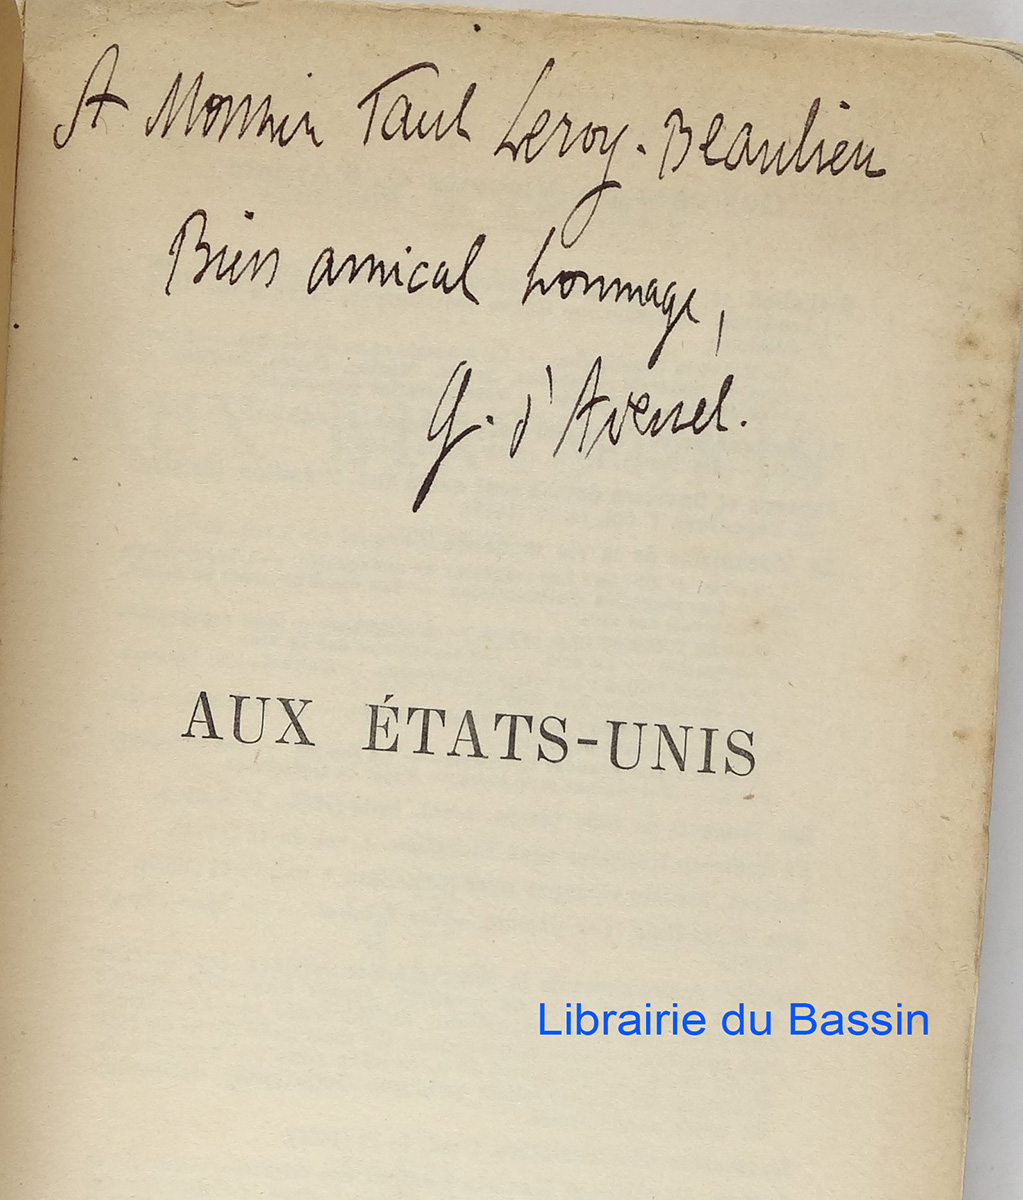 A Monsieur Paul Leroy-Beaulieu
Bien amical hommage,
G. d'Avenel.
AUX ÉTATS-UNIS
Librairie du Bassin